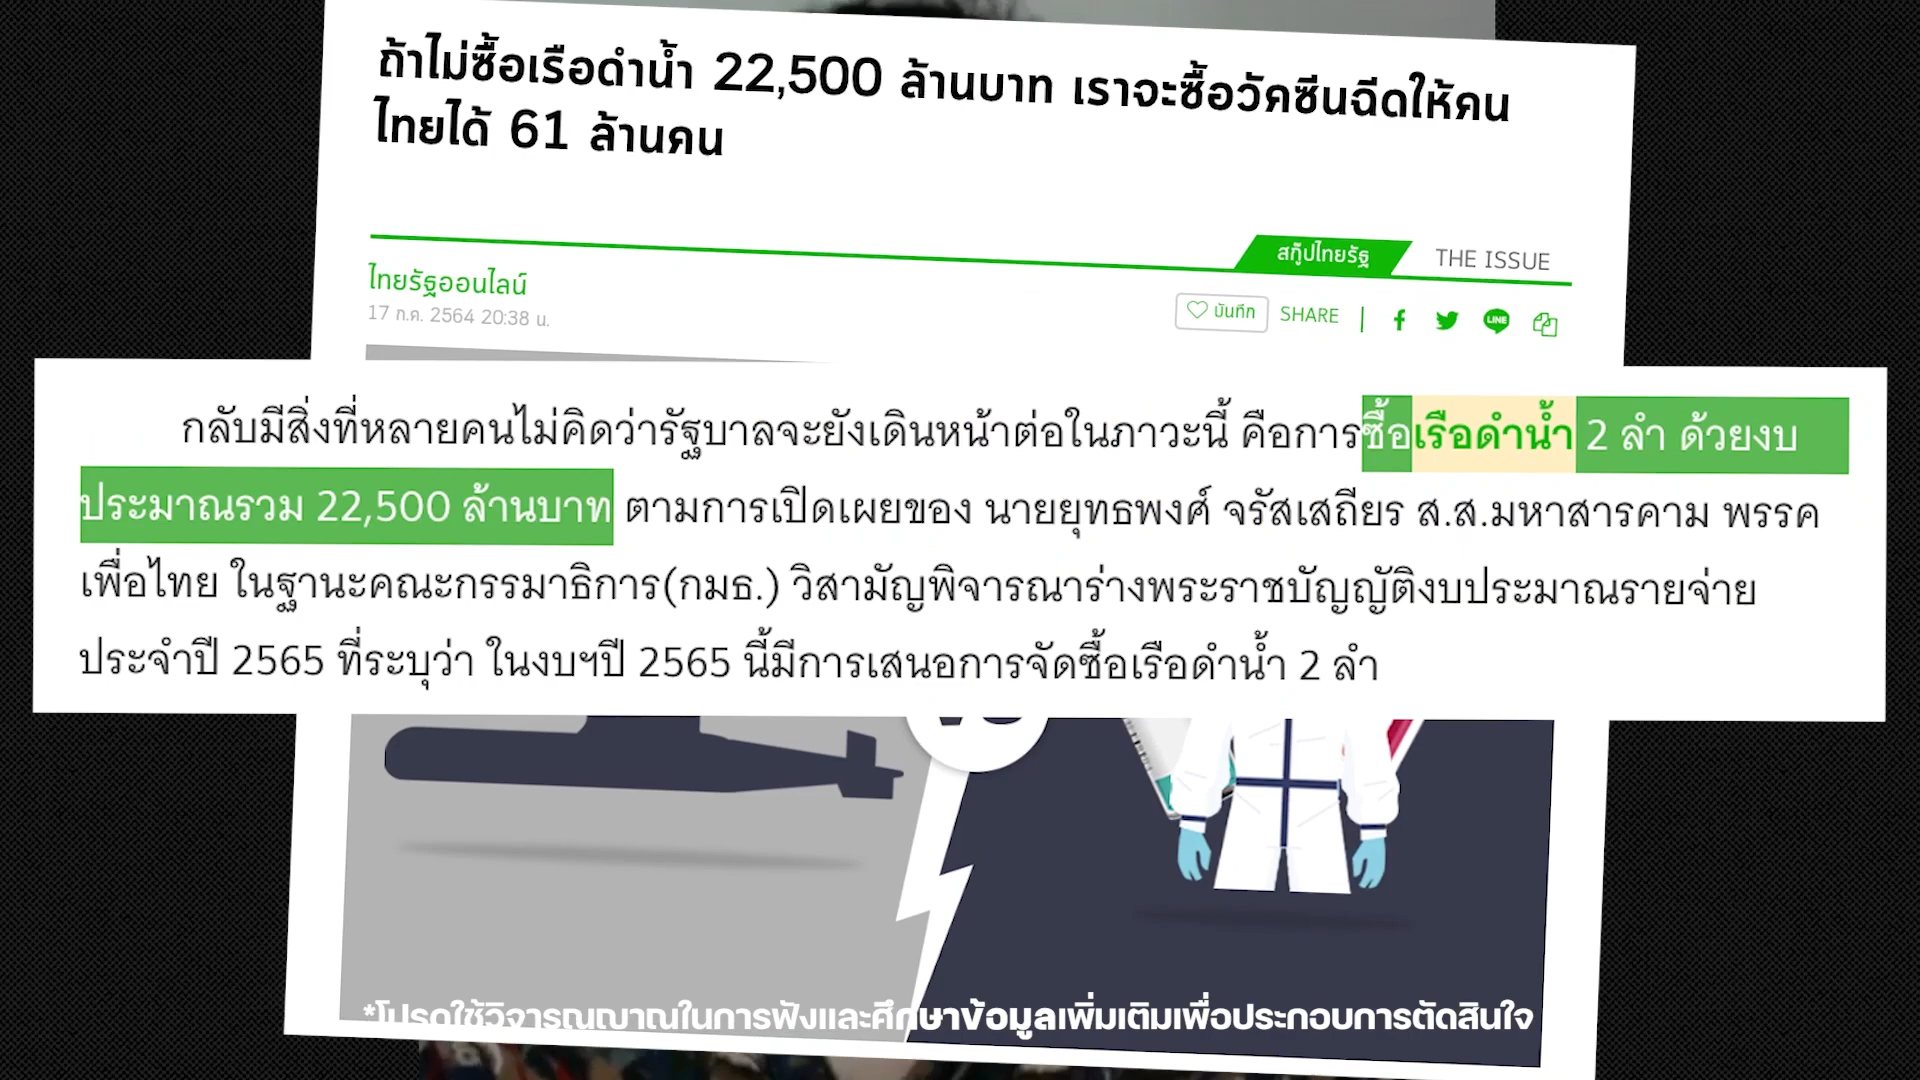 ถ้าไม่ซื้อเรือดำน้ำ 22,500 ล้านบาท เราจะซื้อวัคซีนฉีดให้คน
ไทยได้ 61 ล้านคน
สกู๊ปไทยรัฐ THE ISSUE
ไทยรัฐออนไลน์
17 ก.ค. 2564 20:38 น.
บันทึก SHARE
LINE
กลับมีสิ่งที่หลายคนไม่คิดว่ารัฐบาลจะยังเดินหน้าต่อในภาวะนี้ คือการซื้อเรือดำน้ำ 2 ลำ ด้วยงบ
ประมาณรวม 22,500 ล้านบาท ตามการเปิดเผยของ นายยุทธพงศ์ จรัสเสถียร ส.ส.มหาสารคาม พรรค
เพื่อไทย ในฐานะคณะกรรมาธิการ(กมธ.) วิสามัญพิจารณาร่างพระราชบัญญัติงบประมาณรายจ่าย
ประจำปี 2565 ที่ระบุว่า ในงบฯปี 2565 นี้มีการเสนอการจัดซื้อเรือดำน้ำ 2 ลำ
*โปรดใช้วิจารณญาณในการฟังและศึกษาข้อมูลเพิ่มเติมเพื่อประกอบการตัดสินใจ